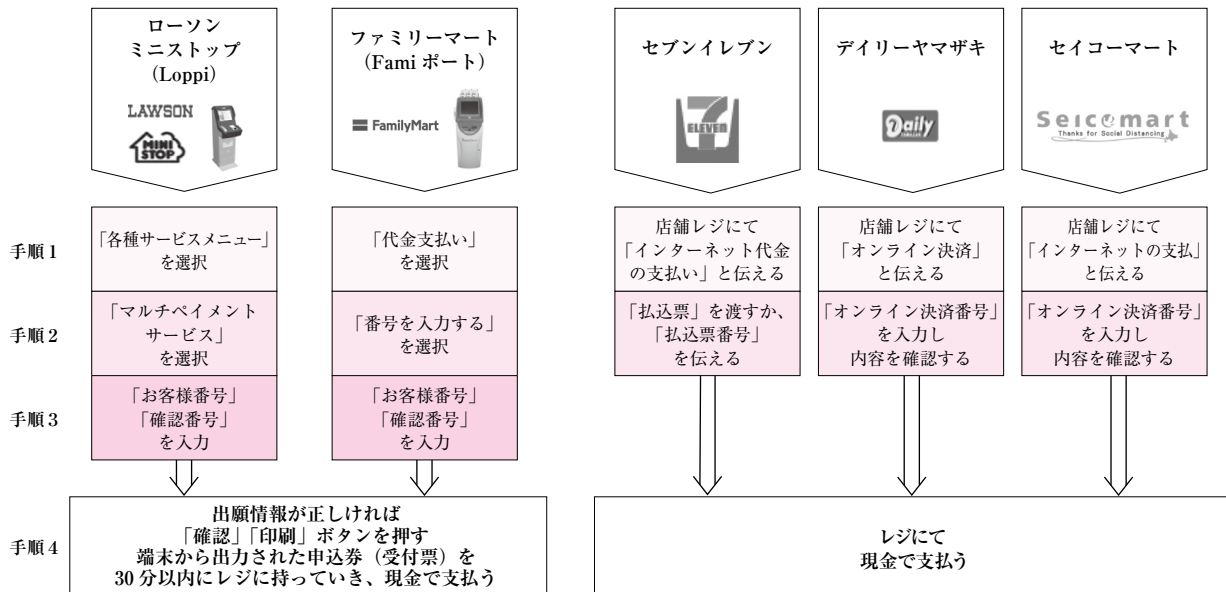 ローソン
ミニストップ
(Loppi)
LAWSON
MINI
STOP
ファミリーマート
(Fami ポート)
FamilyMart
セブンイレブン
7
ELEVEN
デイリーヤマザキ
Daily
セイコーマート
Seicomart
Thanks for Social Distancing
手順 1
「各種サービスメニュー」
を選択
「代金支払い」
を選択
店舗レジにて
「インターネット代金
の支払い」と伝える
店舗レジにて
「オンライン決済」
と伝える
店舗レジにて
「インターネットの支払」
と伝える
手順 2
「マルチペイメント
サービス」
を選択
「番号を入力する」
を選択
「払込票」を渡すか、
「払込票番号」
を伝える
「オンライン決済番号」
を入力し
内容を確認する
「オンライン決済番号」
を入力し
内容を確認する
手順 3
「お客様番号」
「確認番号」
を入力
「お客様番号」
「確認番号」
を入力
手順 4
出願情報が正しければ
「確認」「印刷」ボタンを押す
端末から出力された申込券（受付票）を
30 分以内にレジに持っていき、現金で支払う
レジにて
現金で支払う